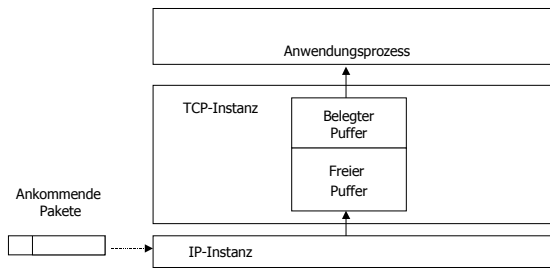 Anwendungsprozess
TCP-Instanz
Belegter
Puffer
Freier
Puffer
Ankommende
Pakete
IP-Instanz